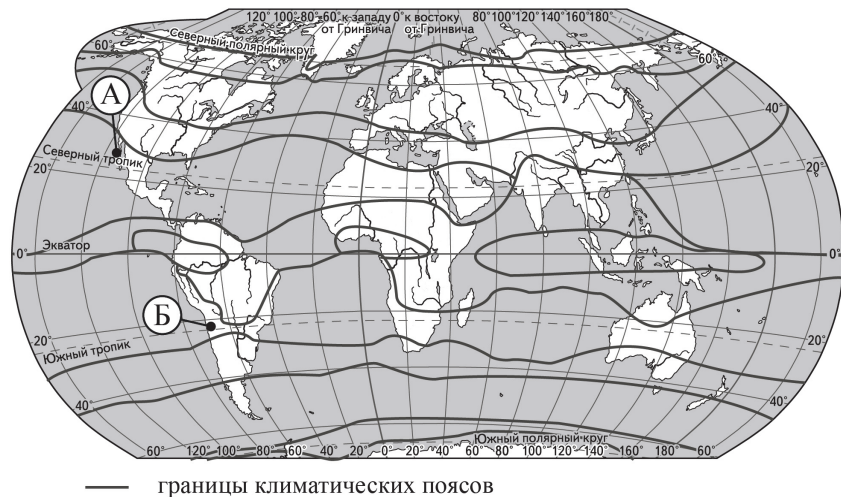 120° 100° 80° 60° к западу 0° к востоку 80° 100° 120° 140° 160° 180°
от Гринвича от Гринвича
Северный полярный круг
60° 60°
А
40° 40°
Северный тропик
20° 20°
Экватор
0° 0°
Б
20° 20°
Южный тропик
40° 40°
Южный полярный круг
60° 120° 100° 80° 60° 40° 20° 0° 20° 40° 60° 80° 100° 120° 140° 160° 180° 60°
границы климатических поясов